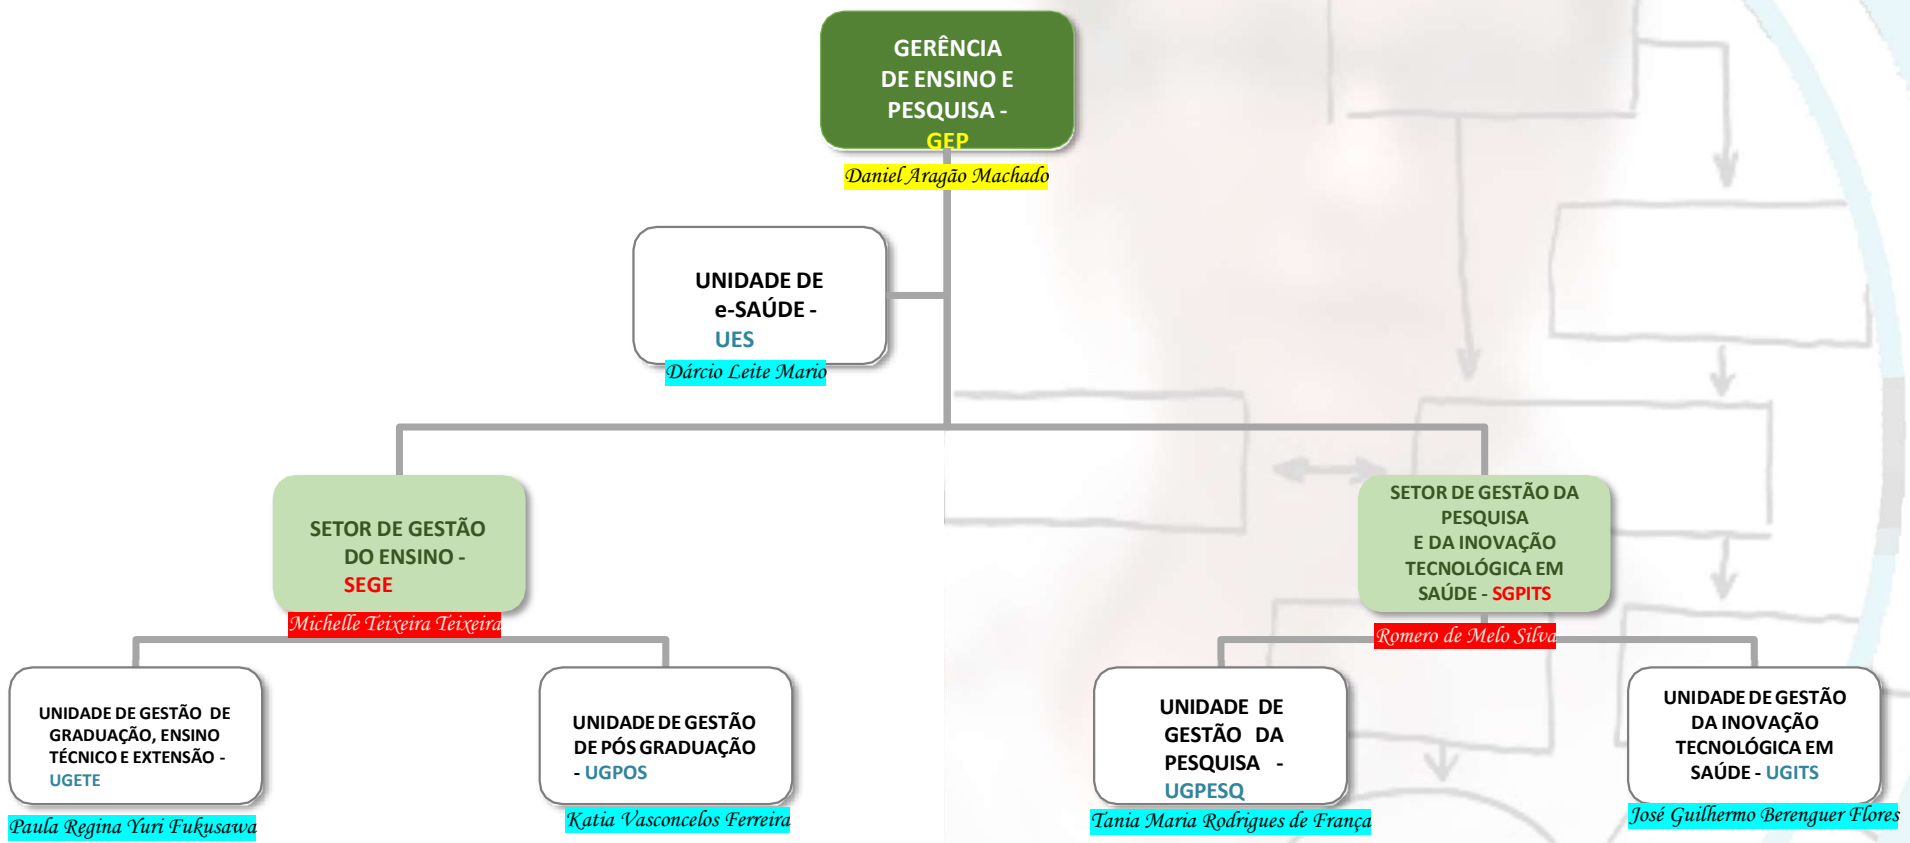 GERÊNCIA
DE ENSINO E
PESQUISA -
GEP
Daniel Aragão Machado
UNIDADE DE
e-SAÚDE -
UES
Dárcio Leite Mario
SETOR DE GESTÃO
DO ENSINO -
SEGE
Michelle Teixeira Teixeira
SETOR DE GESTÃO DA
PESQUISA
E DA INOVAÇÃO
TECNOLÓGICA EM
SAÚDE - SGPITS
Romero de Melo Silva
UNIDADE DE GESTÃO DE
GRADUAÇÃO, ENSINO
TÉCNICO E EXTENSÃO -
UGETE
Paula Regina Yuri Fukusawa
UNIDADE DE GESTÃO
DE PÓS GRADUAÇÃO
- UGPOS
Katia Vasconcelos Ferreira
UNIDADE DE
GESTÃO DA
PESQUISA -
UGPESQ
Tania Maria Rodrigues de França
UNIDADE DE GESTÃO
DA INOVAÇÃO
TECNOLÓGICA EM
SAÚDE - UGITS
José Guilhermo Berenguer Flores